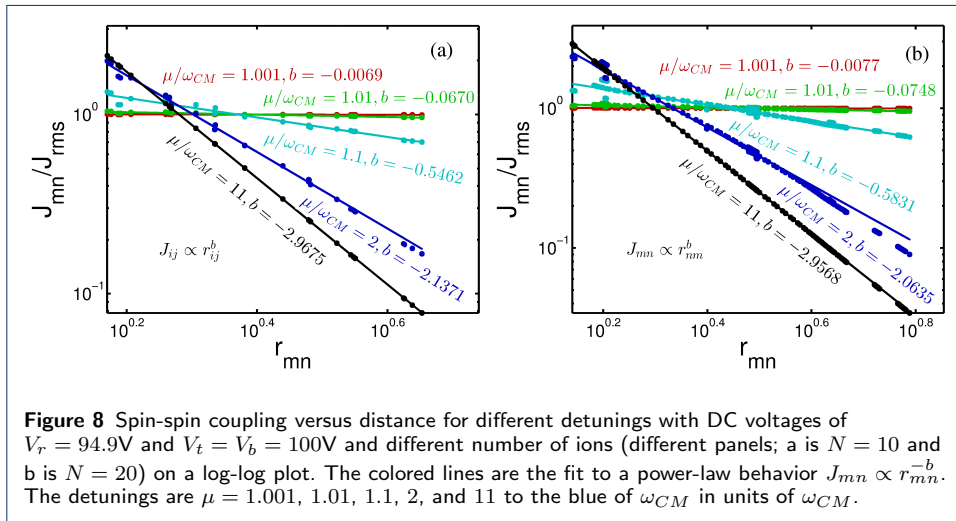 (a)
μ/ω_CM = 1.001, b = −0.0069
μ/ω_CM = 1.01, b = −0.0670
μ/ω_CM = 1.1, b = −0.5462
μ/ω_CM = 2, b = −2.1371
μ/ω_CM = 11, b = −2.9675
J_ij ∝ r_ij^b
J_mn/J_rms
10^0
10^−1
10^0.2 10^0.4 10^0.6
r_mn
(b)
μ/ω_CM = 1.001, b = −0.0077
μ/ω_CM = 1.01, b = −0.0748
μ/ω_CM = 1.1, b = −0.5831
μ/ω_CM = 2, b = −2.0635
μ/ω_CM = 11, b = −2.9568
J_mn ∝ r_nm^b
J_mn/J_rms
10^0
10^−1
10^0.2 10^0.4 10^0.6 10^0.8
r_mn
Figure 8 Spin-spin coupling versus distance for different detunings with DC voltages of
V_r = 94.9V and V_t = V_b = 100V and different number of ions (different panels; a is N = 10 and
b is N = 20) on a log-log plot. The colored lines are the fit to a power-law behavior J_mn ∝ r_mn^−b.
The detunings are μ = 1.001, 1.01, 1.1, 2, and 11 to the blue of ω_CM in units of ω_CM.